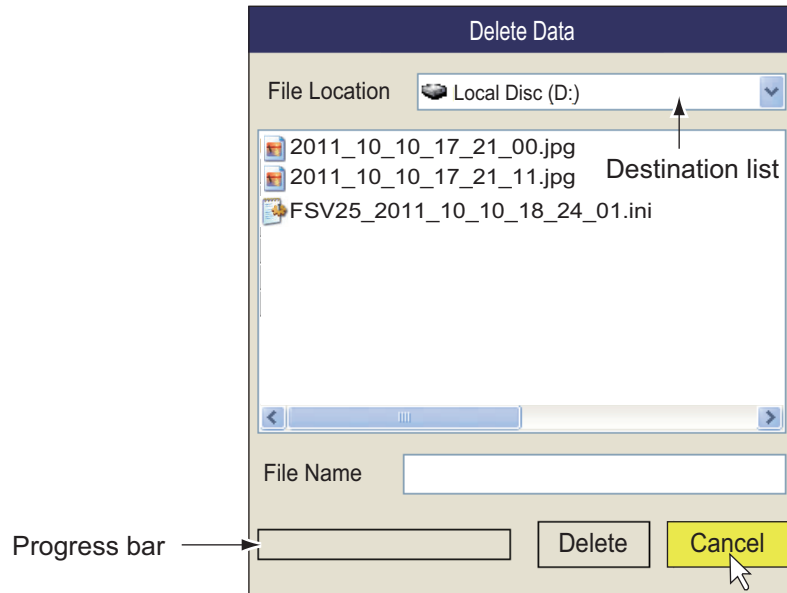 Delete Data
File Location
Local Disc (D:)
2011_10_10_17_21_00.jpg
2011_10_10_17_21_11.jpg
Destination list
FSV25_2011_10_10_18_24_01.ini
File Name
Progress bar
Delete
Cancel